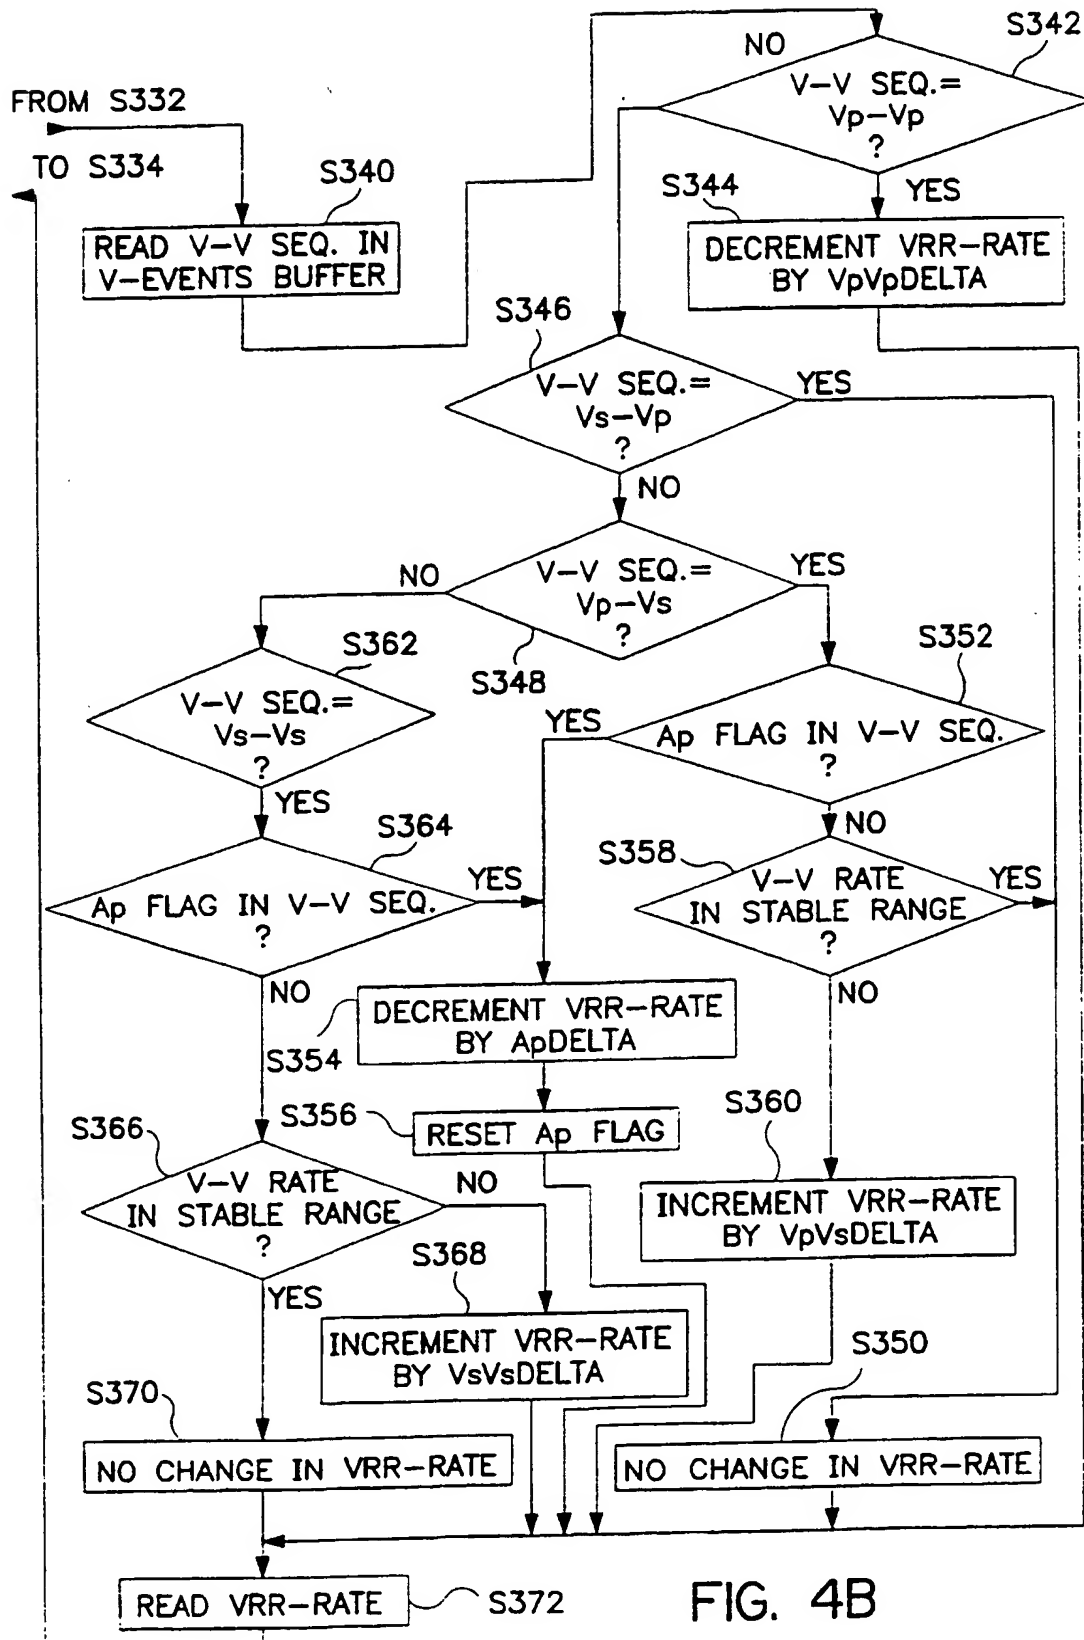 NO
S342
V-V SEQ.=
Vp-Vp
?
FROM S332
TO S334
S340
READ V-V SEQ. IN
V-EVENTS BUFFER
S344
YES
DECREMENT VRR-RATE
BY VpVpDELTA
S346
V-V SEQ.=
Vs-Vp
?
YES
NO
NO
V-V SEQ.=
Vp-Vs
?
YES
S348
S362
V-V SEQ.=
Vs-Vs
?
YES
S352
YES
Ap FLAG IN V-V SEQ.
?
NO
S364
Ap FLAG IN V-V SEQ.
?
YES
NO
S358
V-V RATE
IN STABLE RANGE
?
YES
NO
DECREMENT VRR-RATE
BY ApDELTA
S354
S356
RESET Ap FLAG
S360
INCREMENT VRR-RATE
BY VpVsDELTA
S366
V-V RATE
IN STABLE RANGE
?
NO
YES
S368
INCREMENT VRR-RATE
BY VsVsDELTA
S350
S370
NO CHANGE IN VRR-RATE
NO CHANGE IN VRR-RATE
READ VRR-RATE
S372
FIG. 4B